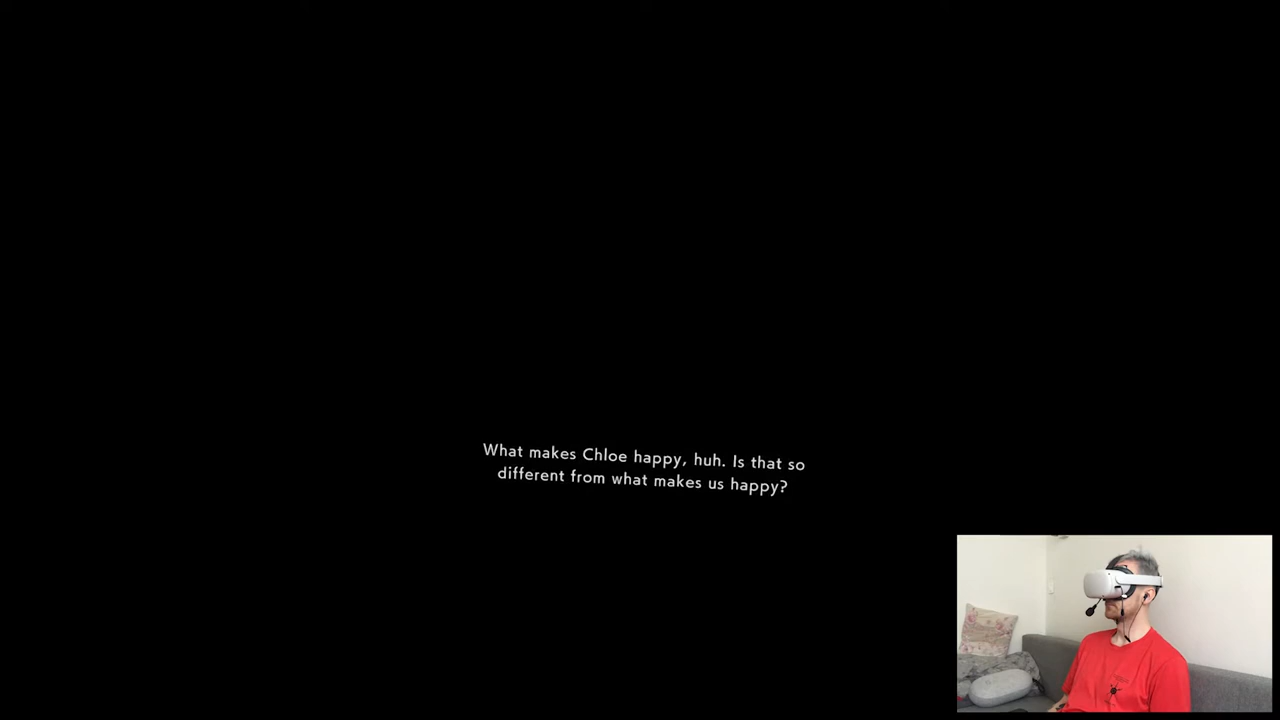 What makes Chloe happy, huh. Is that so
different from what makes us happy?